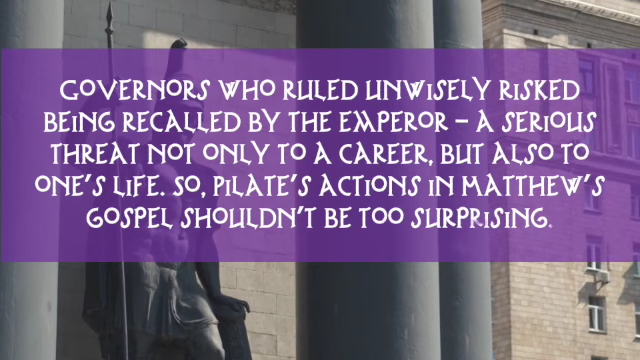 GOVERNORS WHO RULED UNWISELY RISKED
BEING RECALLED BY THE EMPEROR – A SERIOUS
THREAT NOT ONLY TO A CAREER, BUT ALSO TO
ONE'S LIFE. SO, PILATE'S ACTIONS IN MATTHEW'S
GOSPEL SHOULDN'T BE TOO SURPRISING.